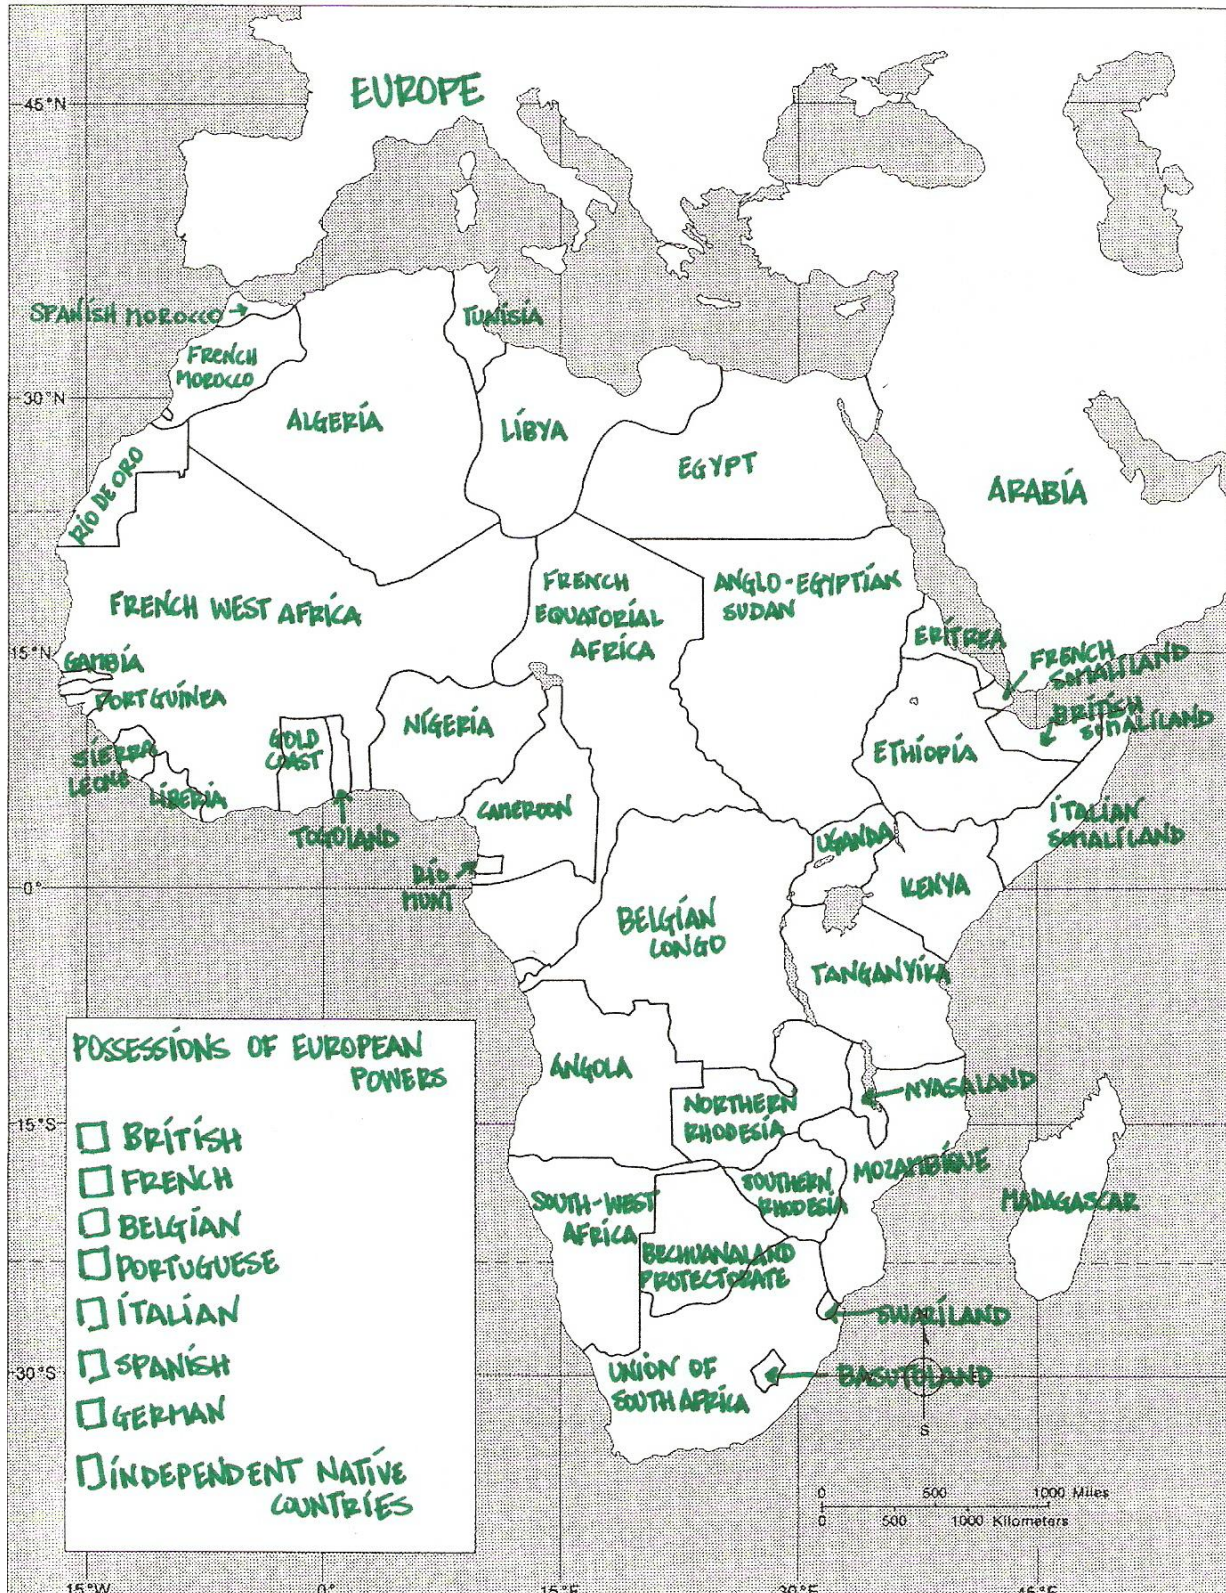 EUROPE
45°N
SPANISH MOROCCO
TUNISIA
FRENCH
MOROCCO
30°N
ALGERIA
LIBYA
EGYPT
ARABIA
RIO DE ORO
FRENCH WEST AFRICA
FRENCH
EQUATORIAL
AFRICA
ANGLO-EGYPTIAN
SUDAN
ERITREA
FRENCH
SOMALILAND
15°N
GAMBIA
PORT GUINEA
BRITISH
SOMALILAND
SIERRA
LEONE
LIBERIA
GOLD
COAST
TOGOLAND
NIGERIA
CAMEROON
ETHIOPIA
ITALIAN
SOMALILAND
UGANDA
KENYA
RIO
MUNI
0°
BELGIAN
CONGO
TANGANYIKA
POSSESSIONS OF EUROPEAN
POWERS
ANGOLA
NYASALAND
NORTHERN
RHODESIA
15°S
BRITISH
FRENCH
BELGIAN
PORTUGUESE
ITALIAN
SPANISH
GERMAN
INDEPENDENT NATIVE
COUNTRIES
MOZAMBIQUE
MADAGASCAR
SOUTH-WEST
AFRICA
SOUTHERN
RHODESIA
BECHUANALAND
PROTECTORATE
SWAZILAND
30°S
UNION OF
SOUTH AFRICA
BASUTOLAND
S
0 500 1000 Miles
0 500 1000 Kilometers
15°W 0° 15°E 30°E 45°E